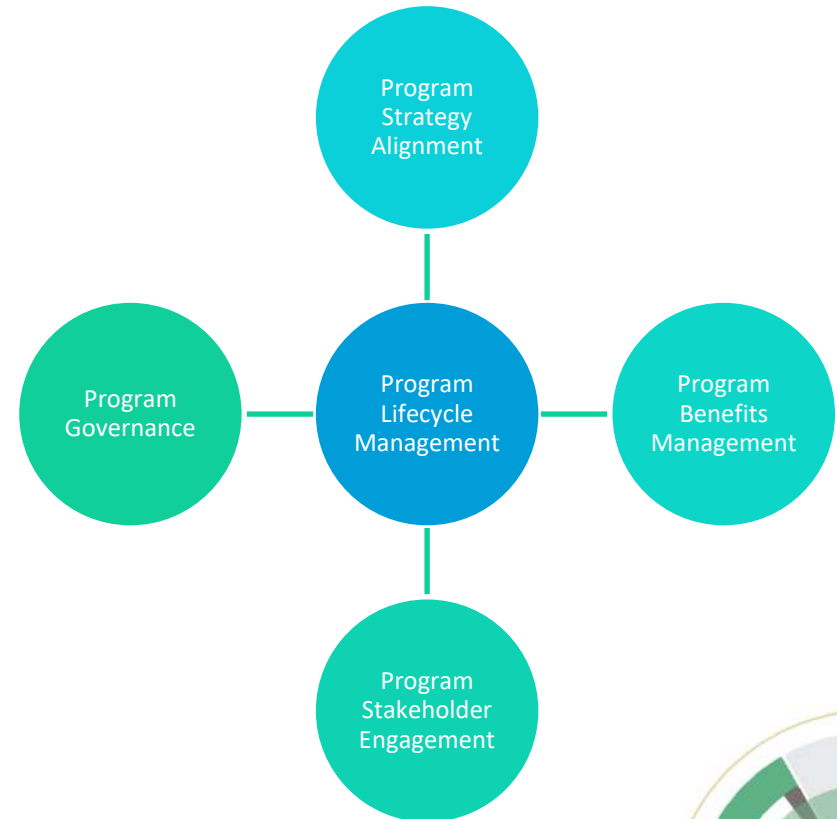 Program
Strategy
Alignment
Program
Governance
Program
Lifecycle
Management
Program
Benefits
Management
Program
Stakeholder
Engagement